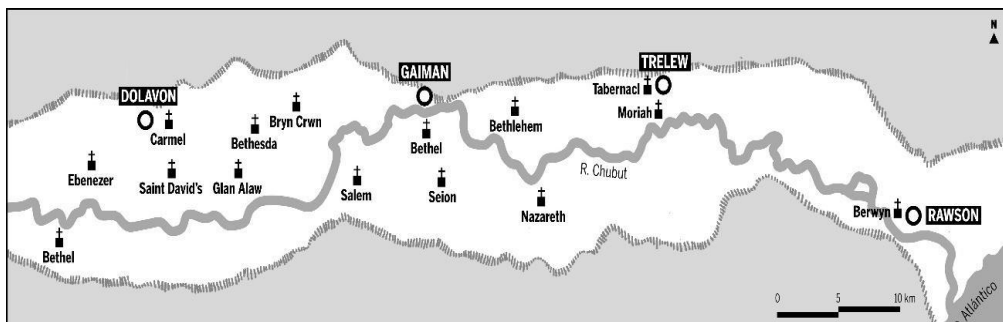 N
DOLAVON
Carmel
Ebenezer
Saint David's
Bethel
Bryn Crwn
Bethesda
Glan Alaw
GAIMAN
Bethel
Salem
Seion
Bethlehem
Nazareth
R. Chubut
TRELEW
Tabernacl
Moriah
Berwyn
RAWSON
0 5 10 km
Atlántico